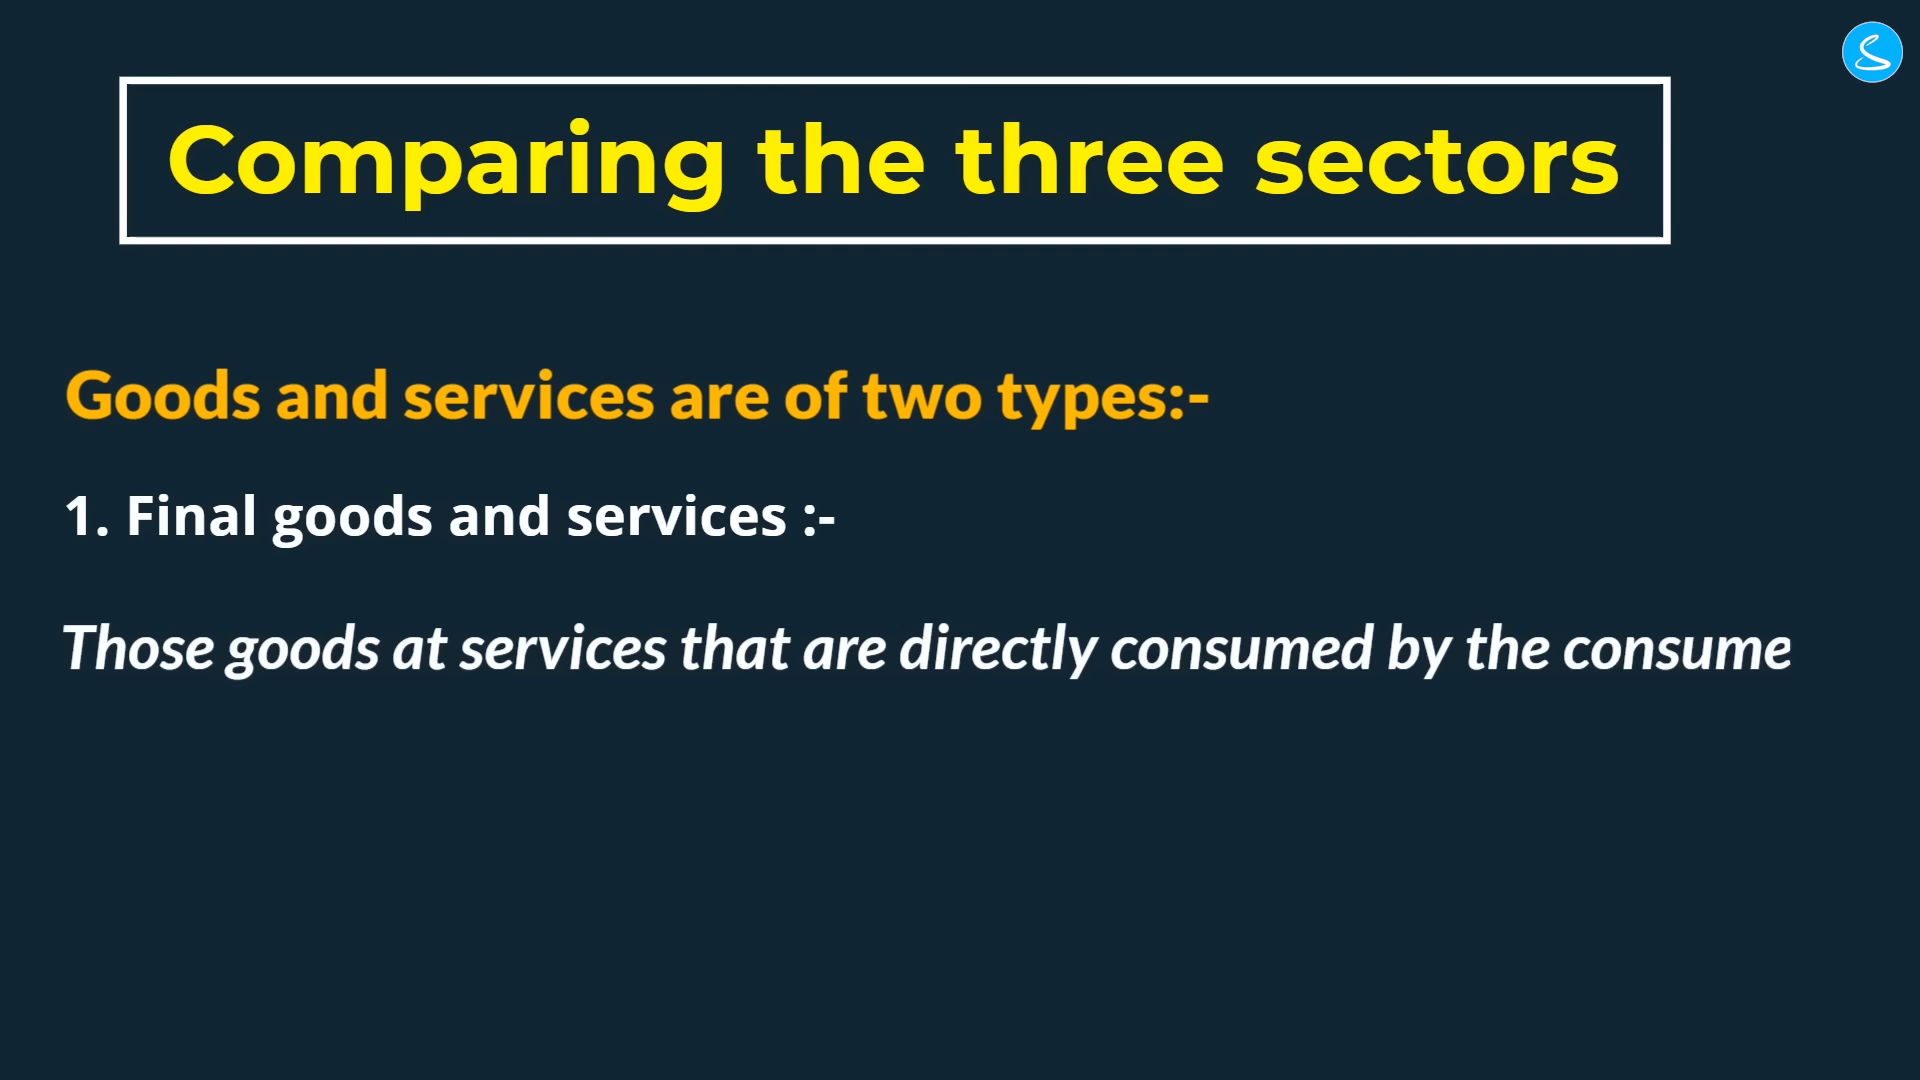 Comparing the three sectors
Goods and services are of two types:-
1. Final goods and services :-
Those goods at services that are directly consumed by the consume